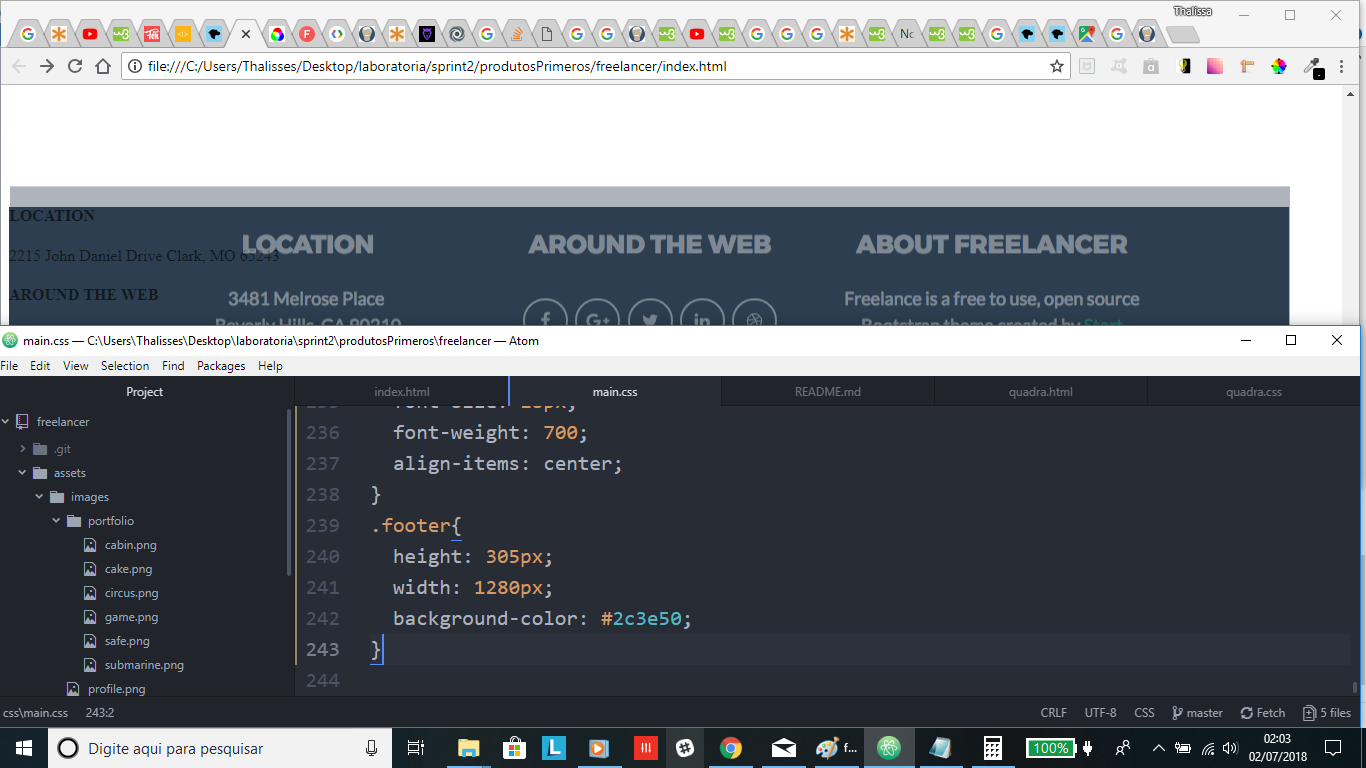 Thalissa
file:///C:/Users/Thalisses/Desktop/laboratoria/sprint2/produtosPrimeros/freelancer/index.html
LOCATION
2215 John Daniel Drive Clark, MO 65243
AROUND THE WEB
LOCATION AROUND THE WEB ABOUT FREELANCER
3481 Melrose Place Freelance is a free to use, open source
Beverly Hills, CA 90210 Bootstrap theme created by Start
main.css — C:\Users\Thalisses\Desktop\laboratoria\sprint2\produtosPrimeros\freelancer — Atom
File Edit View Selection Find Packages Help
Project index.html main.css README.md quadra.html quadra.css
freelancer
.git
assets
images
portfolio
cabin.png
cake.png
circus.png
game.png
safe.png
submarine.png
profile.png
236 font-weight: 700;
237 align-items: center;
238 }
239 .footer{
240 height: 305px;
241 width: 1280px;
242 background-color: #2c3e50;
243 }
244
css\main.css 243:2 CRLF UTF-8 CSS master Fetch 5 files
Digite aqui para pesquisar f... 100% 02:03
02/07/2018